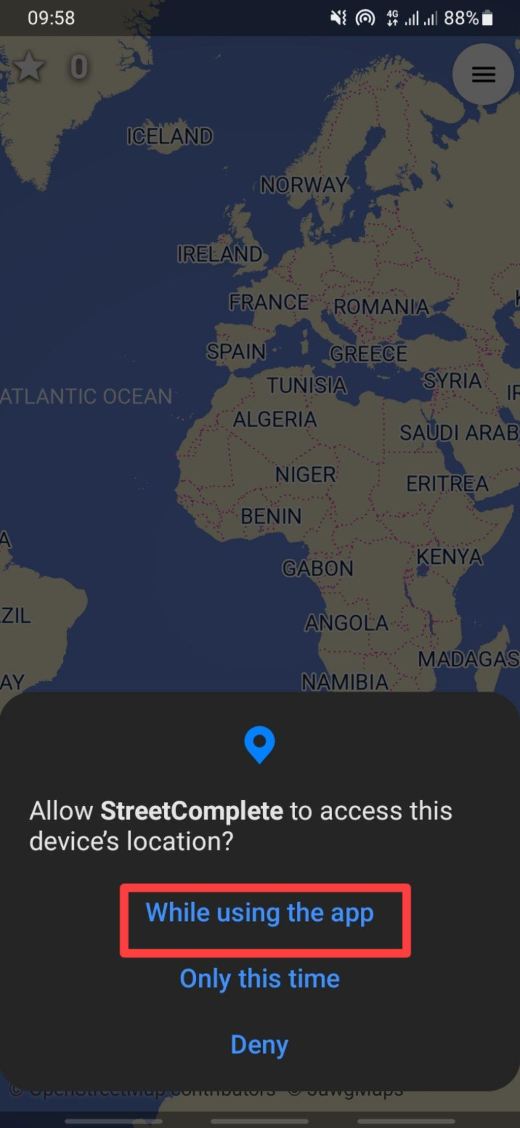 09:58
4G
88%
0
ICELAND
NORWAY
IRELAND
FRANCE ROMANIA
SPAIN GREECE
TUNISIA SYRIA
ATLANTIC OCEAN
ALGERIA
SAUDI ARAB
NIGER ERITREA
BENIN
KENYA
GABON
ZIL
ANGOLA
MADAGAS
AY NAMIBIA
Allow StreetComplete to access this
device's location?
While using the app
Only this time
Deny
© OpenStreetMap contributors © JawgMaps